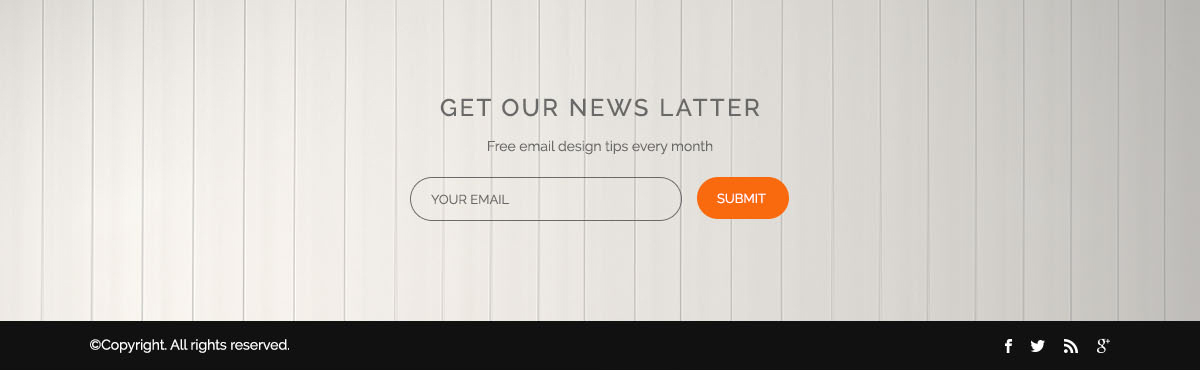 GET OUR NEWS LATTER
Free email design tips every month
YOUR EMAIL
SUBMIT
©Copyright. All rights reserved.